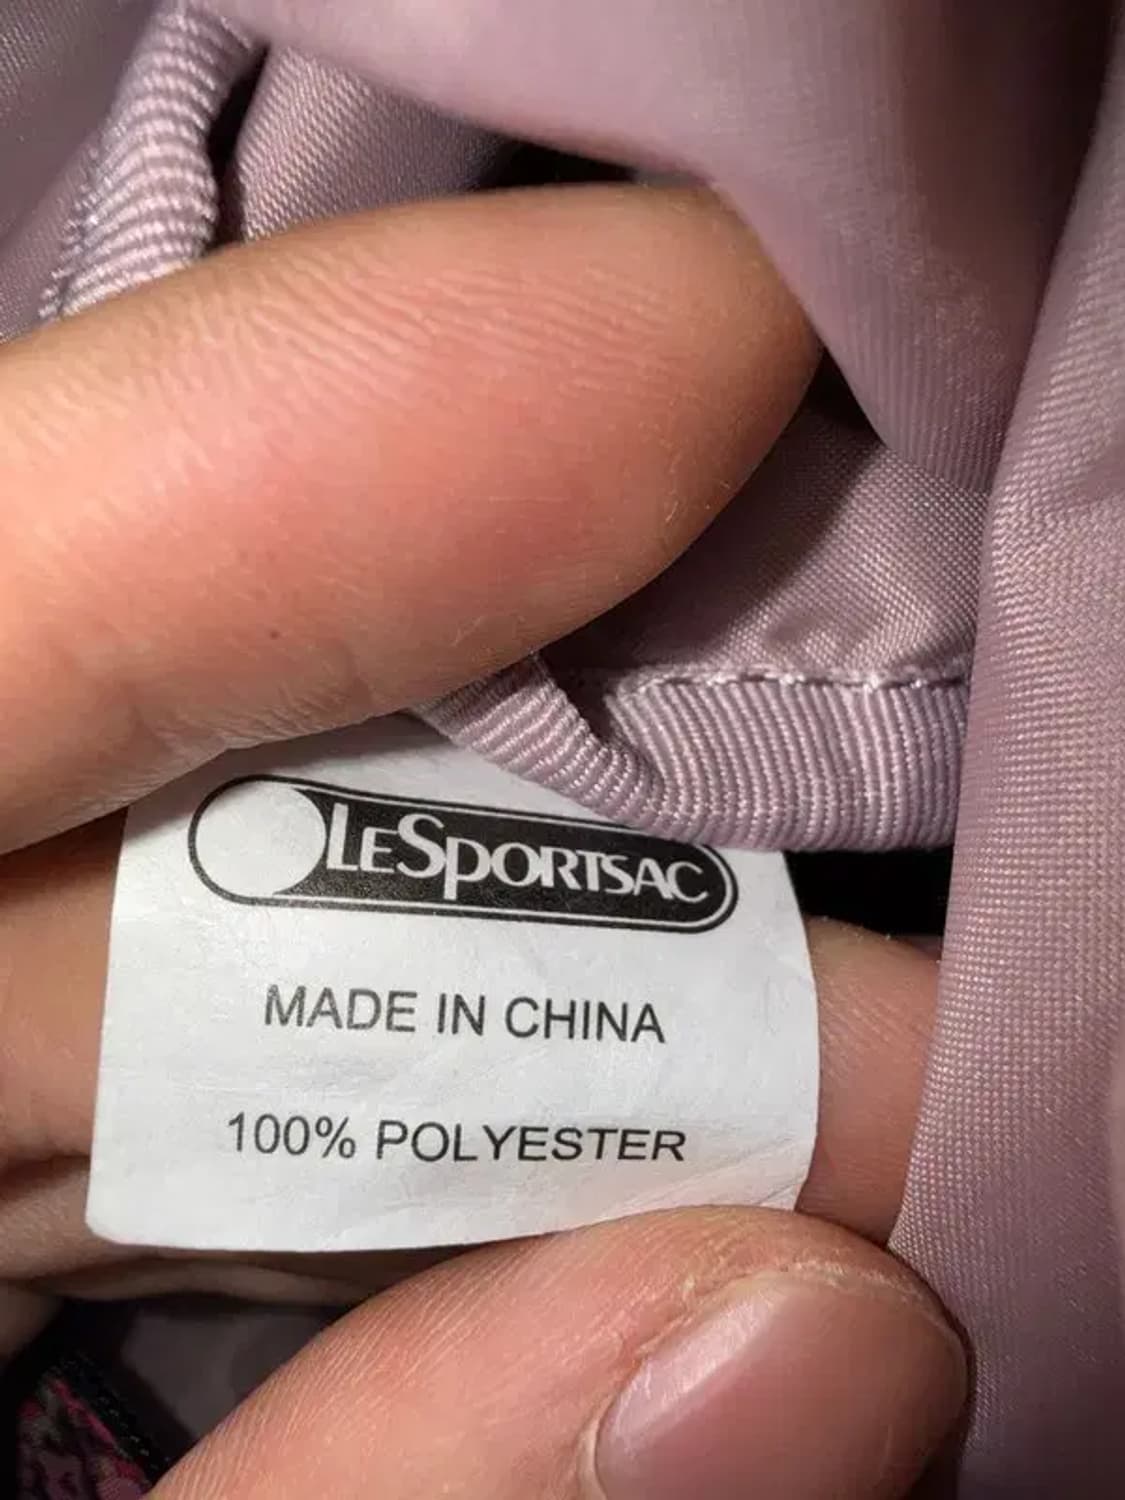 LESPORTSAC
MADE IN CHINA
100% POLYESTER